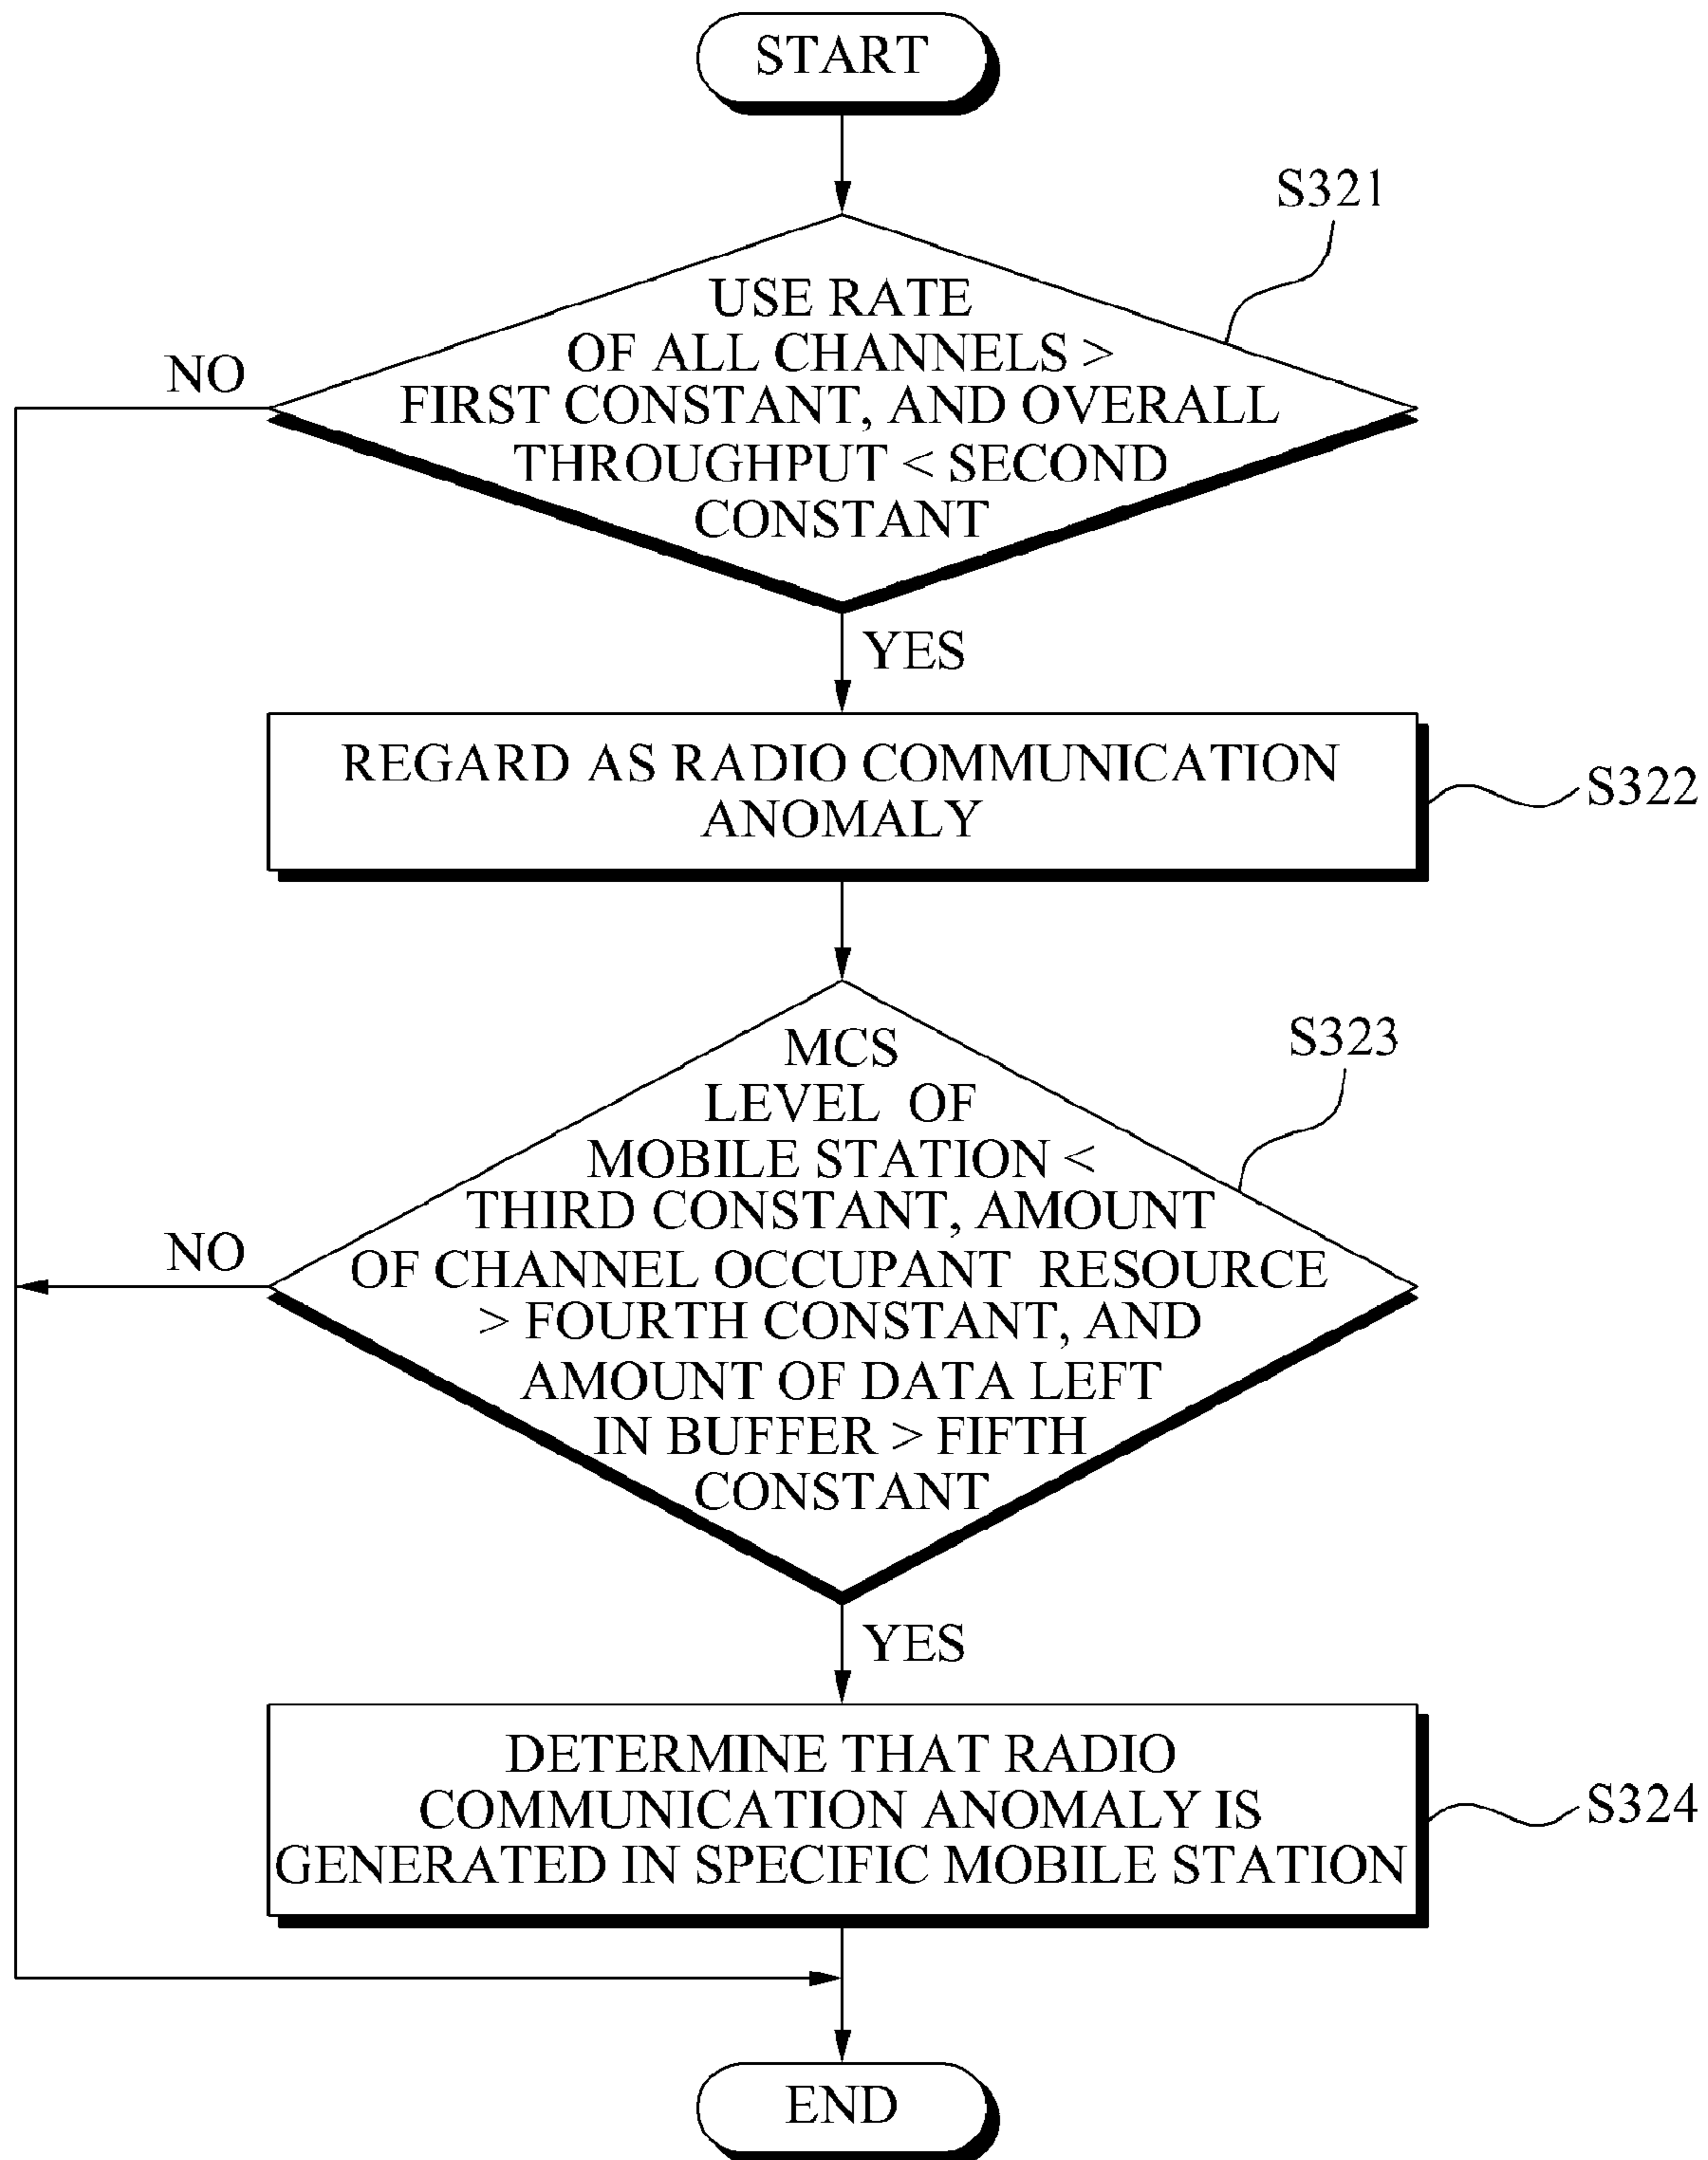 START
S321
USE RATE
OF ALL CHANNELS >
FIRST CONSTANT, AND OVERALL
THROUGHPUT < SECOND
CONSTANT
NO
YES
REGARD AS RADIO COMMUNICATION
ANOMALY
S322
S323
MCS
LEVEL OF
MOBILE STATION <
THIRD CONSTANT, AMOUNT
OF CHANNEL OCCUPANT RESOURCE
> FOURTH CONSTANT, AND
AMOUNT OF DATA LEFT
IN BUFFER > FIFTH
CONSTANT
NO
YES
DETERMINE THAT RADIO
COMMUNICATION ANOMALY IS
GENERATED IN SPECIFIC MOBILE STATION
S324
END